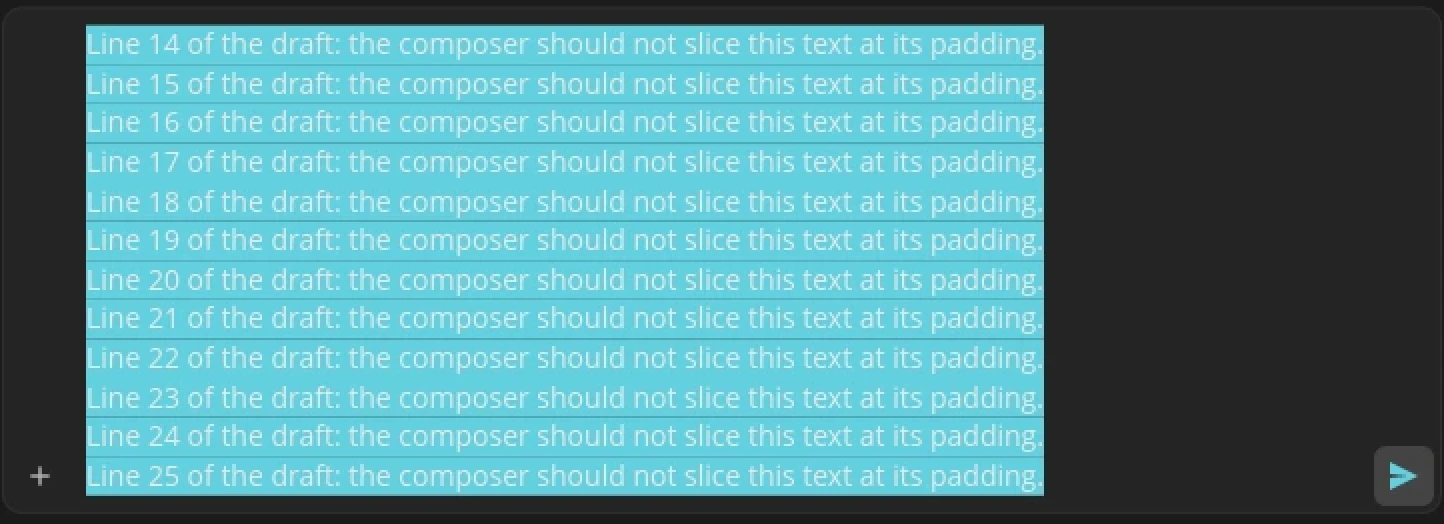 Line 14 of the draft: the composer should not slice this text at its padding.
Line 15 of the draft: the composer should not slice this text at its padding.
Line 16 of the draft: the composer should not slice this text at its padding.
Line 17 of the draft: the composer should not slice this text at its padding.
Line 18 of the draft: the composer should not slice this text at its padding.
Line 19 of the draft: the composer should not slice this text at its padding.
Line 20 of the draft: the composer should not slice this text at its padding.
Line 21 of the draft: the composer should not slice this text at its padding.
Line 22 of the draft: the composer should not slice this text at its padding.
Line 23 of the draft: the composer should not slice this text at its padding.
Line 24 of the draft: the composer should not slice this text at its padding.
Line 25 of the draft: the composer should not slice this text at its padding.